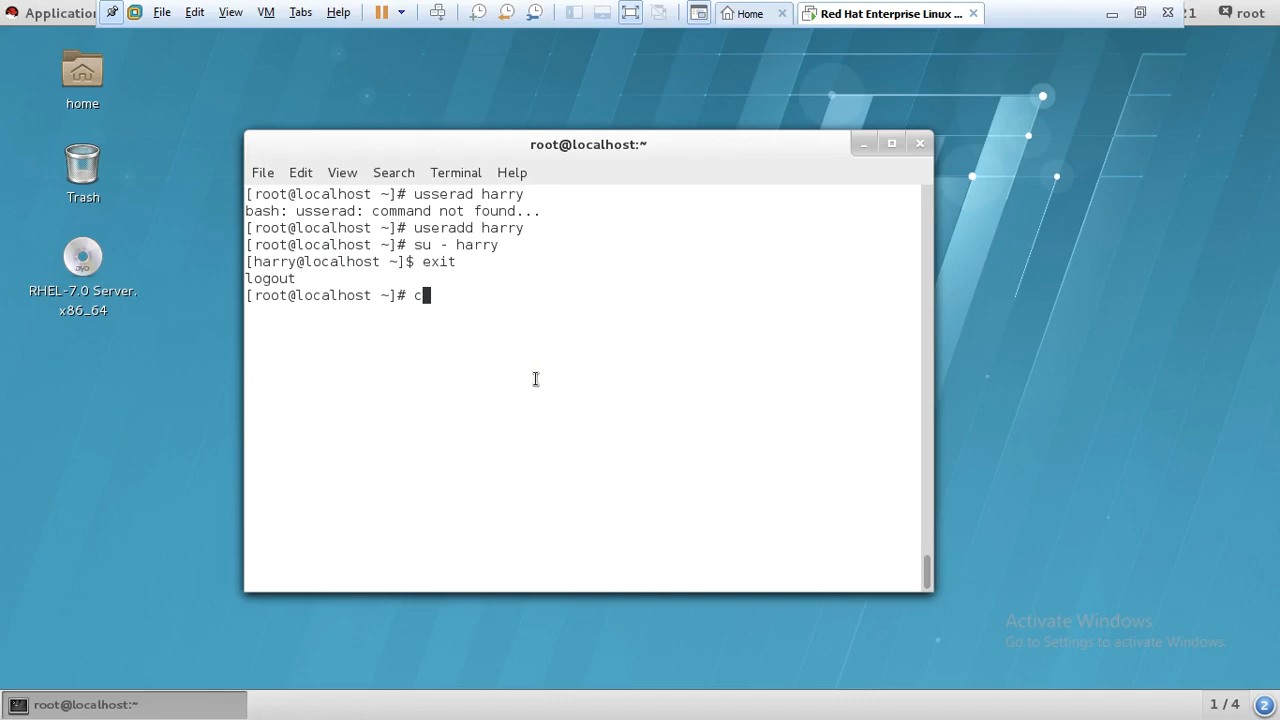 Application
File Edit View VM Tabs Help
Home
Red Hat Enterprise Linux ...
:1
root
home
Trash
RHEL-7.0 Server.
x86_64
root@localhost:~
File Edit View Search Terminal Help
[root@localhost ~]# usserad harry
bash: usserad: command not found...
[root@localhost ~]# useradd harry
[root@localhost ~]# su - harry
[harry@localhost ~]$ exit
logout
[root@localhost ~]# c
Activate Windows
Go to Settings to activate Windows.
root@localhost:~
1 / 4
2